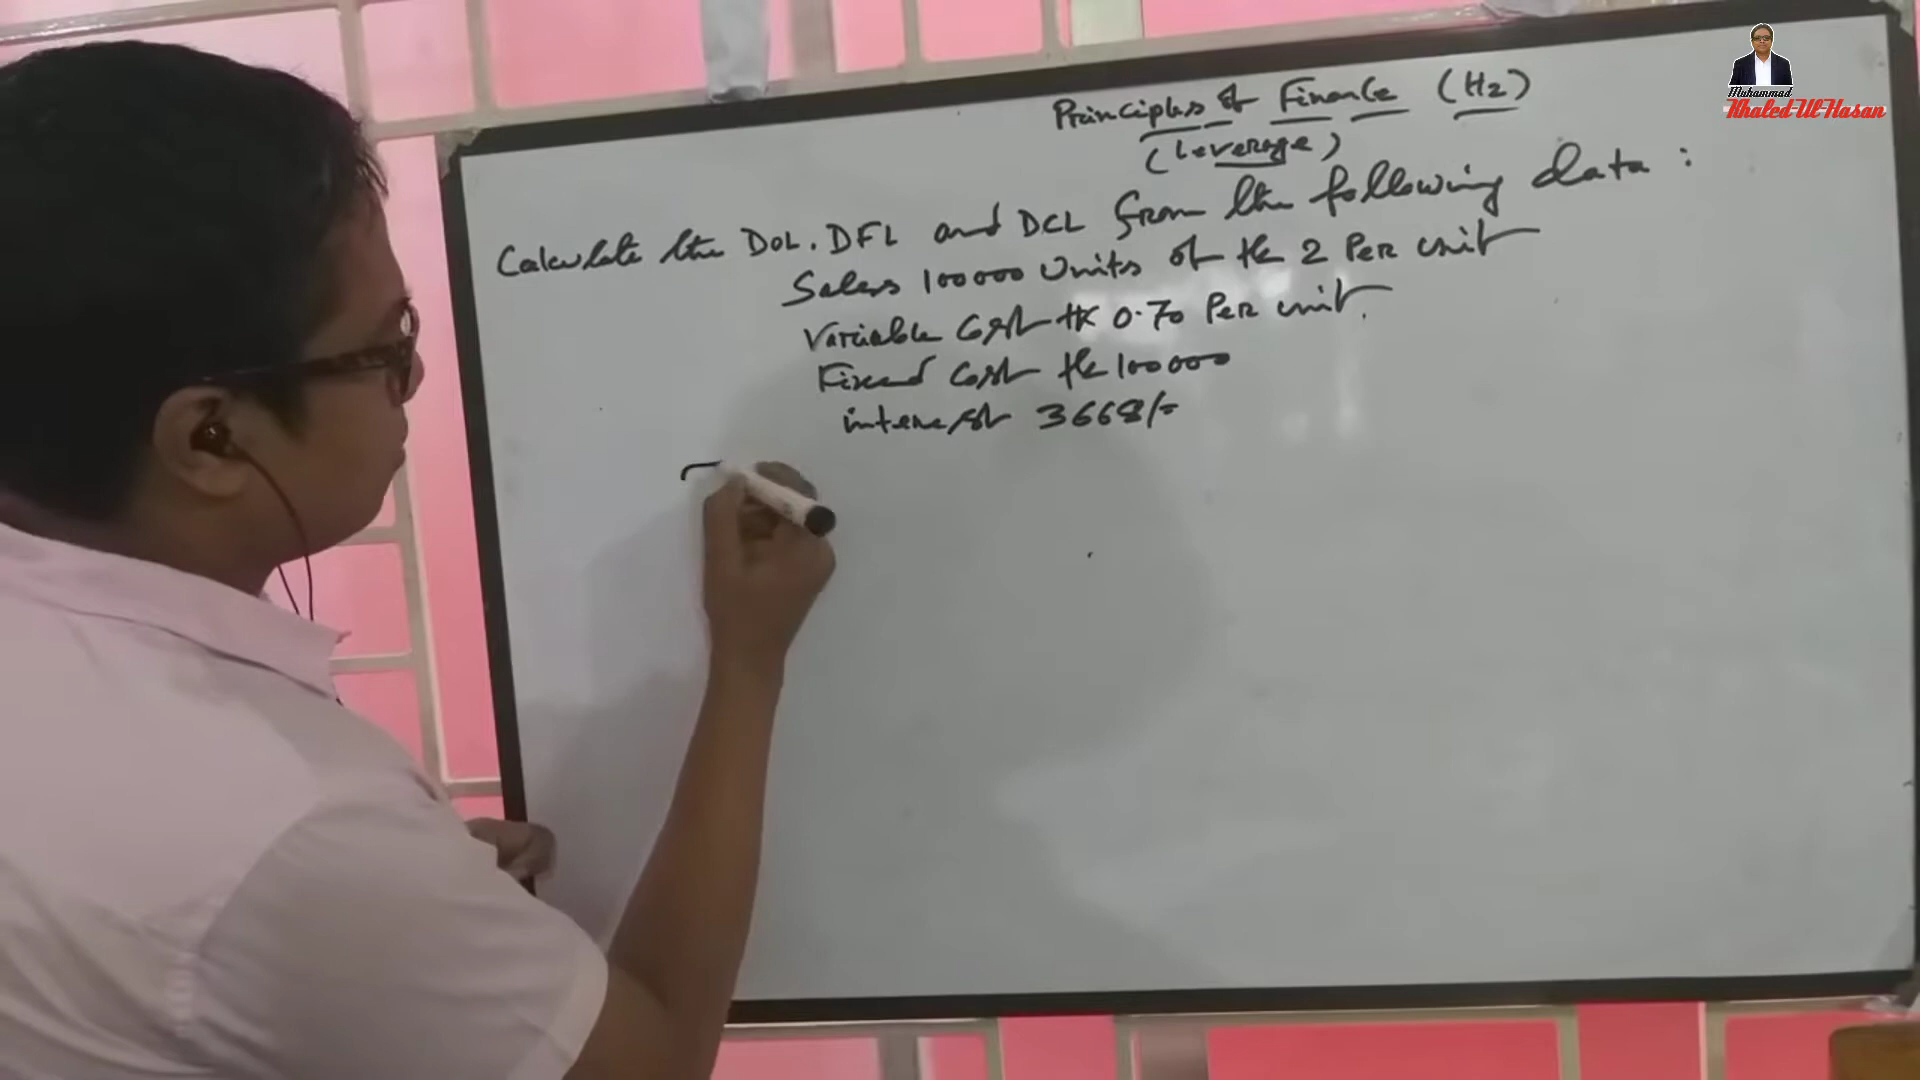 Principles of Finance (H2)
(Leverage)
Calculate the DOL. DFL and DCL from the following data :
Sales 100000 Units of tk 2 Per unit
Variable Cost tk 0.70 Per unit.
Fixed Cost tk 100000
interest 3668/=
Muhammad
Khaled-Ul-Hasan